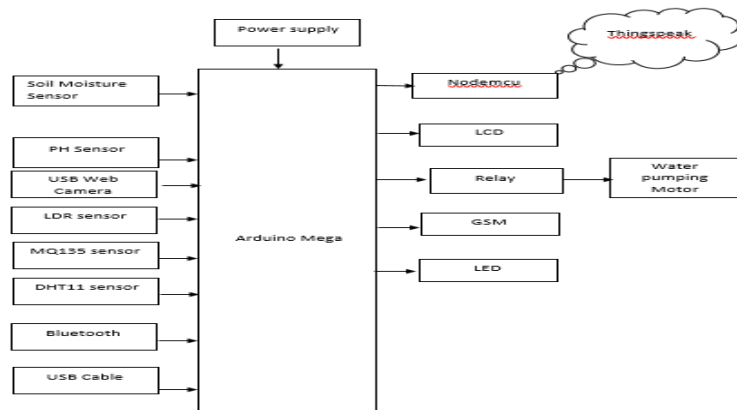 Power supply
Thingspeak
Soil Moisture
Sensor
PH Sensor
USB Web
Camera
LDR sensor
MQ135 sensor
DHT11 sensor
Bluetooth
USB Cable
Arduino Mega
Nodemcu
LCD
Relay
GSM
LED
Water
pumping
Motor